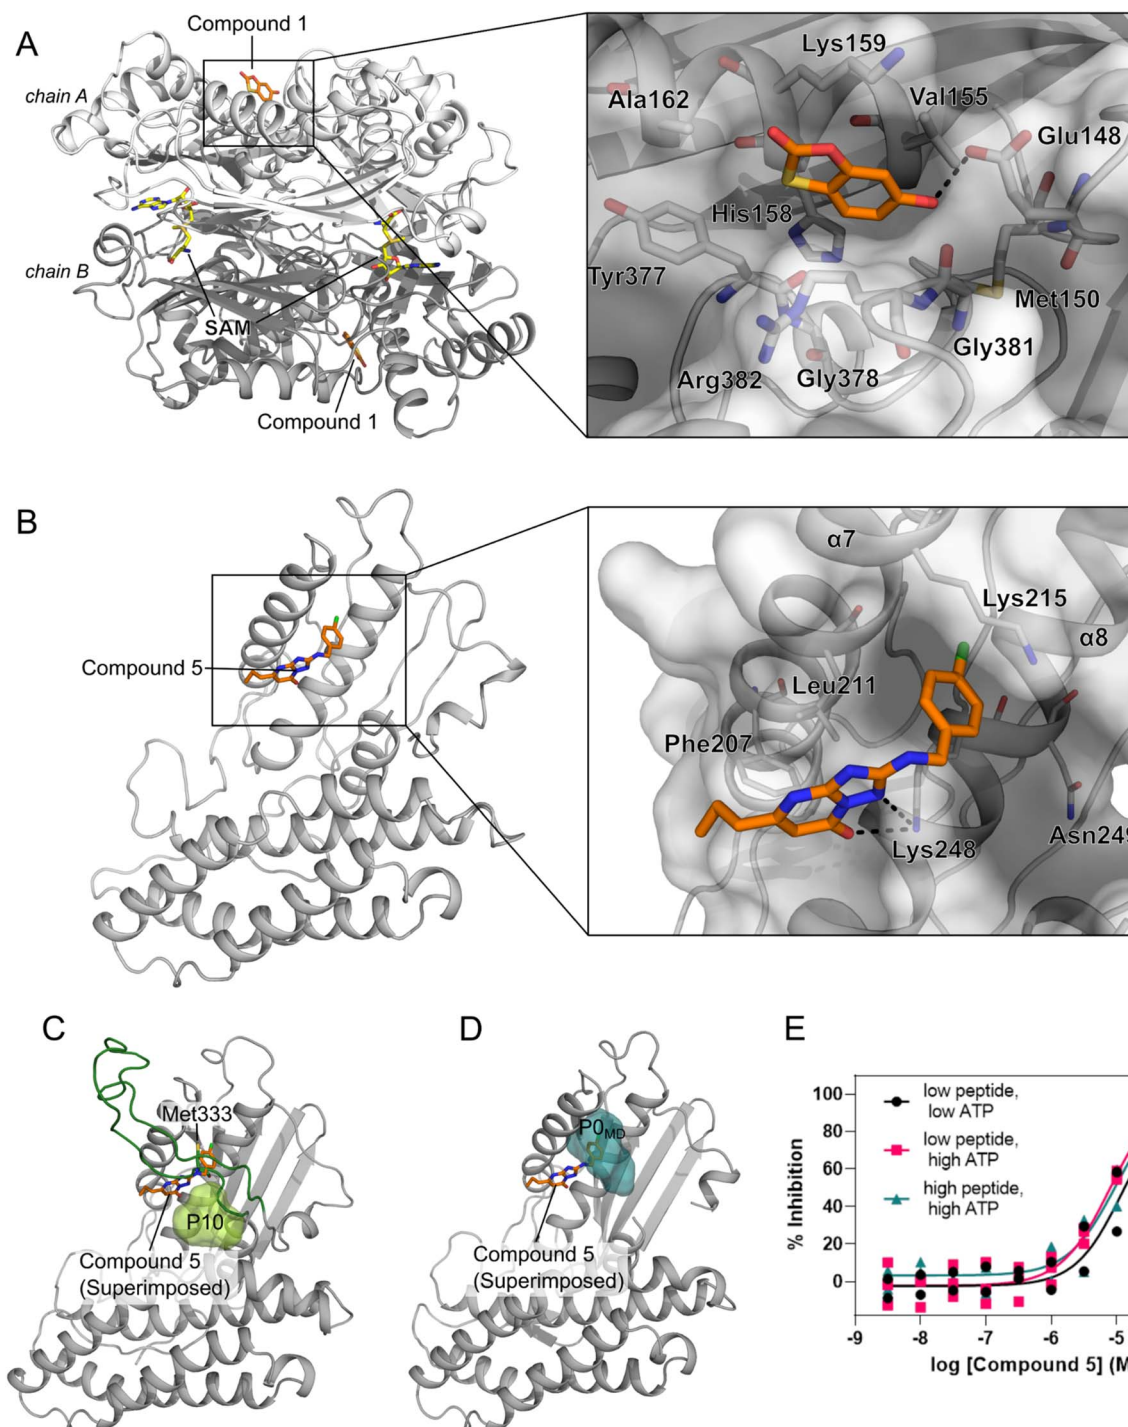 A
Compound 1
chain A
chain B
SAM
Compound 1
Lys159
Ala162
Val155
Glu148
His158
Tyr377
Met150
Gly381
Arg382
Gly378
B
Compound 5
α7
Lys215
α8
Leu211
Phe207
Lys248
Asn249
C
Met333
P10
Compound 5
(Superimposed)
D
P0MD
Compound 5
(Superimposed)
E
% Inhibition
100
80
60
40
20
0
low peptide,
low ATP
low peptide,
high ATP
high peptide,
high ATP
-9
-8
-7
-6
-5
log [Compound 5] (M